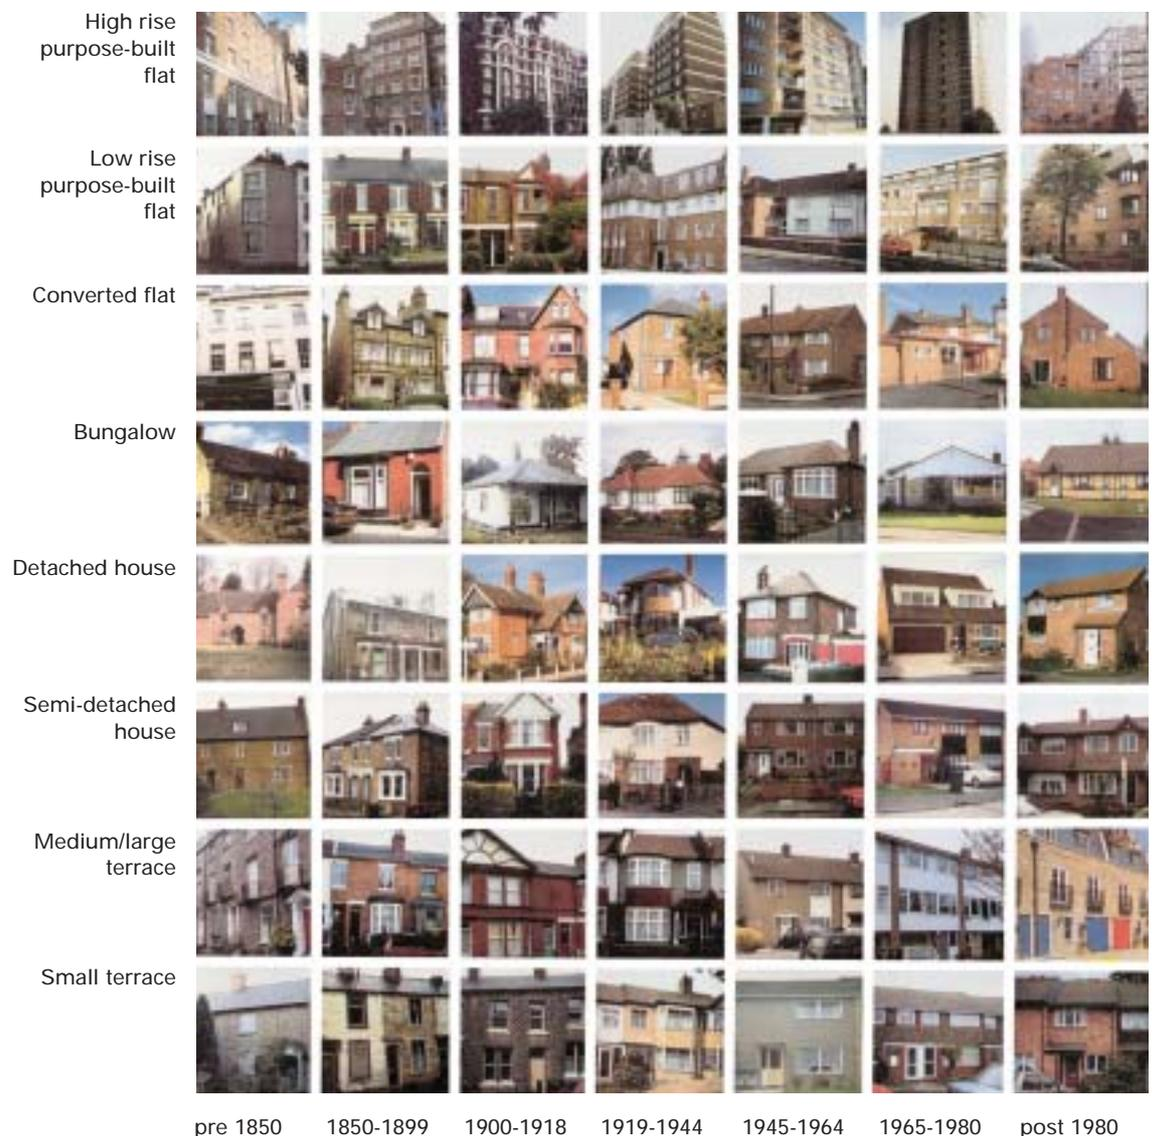 High rise
purpose-built
flat
Low rise
purpose-built
flat
Converted flat
Bungalow
Detached house
Semi-detached
house
Medium/large
terrace
Small terrace
pre 1850
1850-1899
1900-1918
1919-1944
1945-1964
1965-1980
post 1980